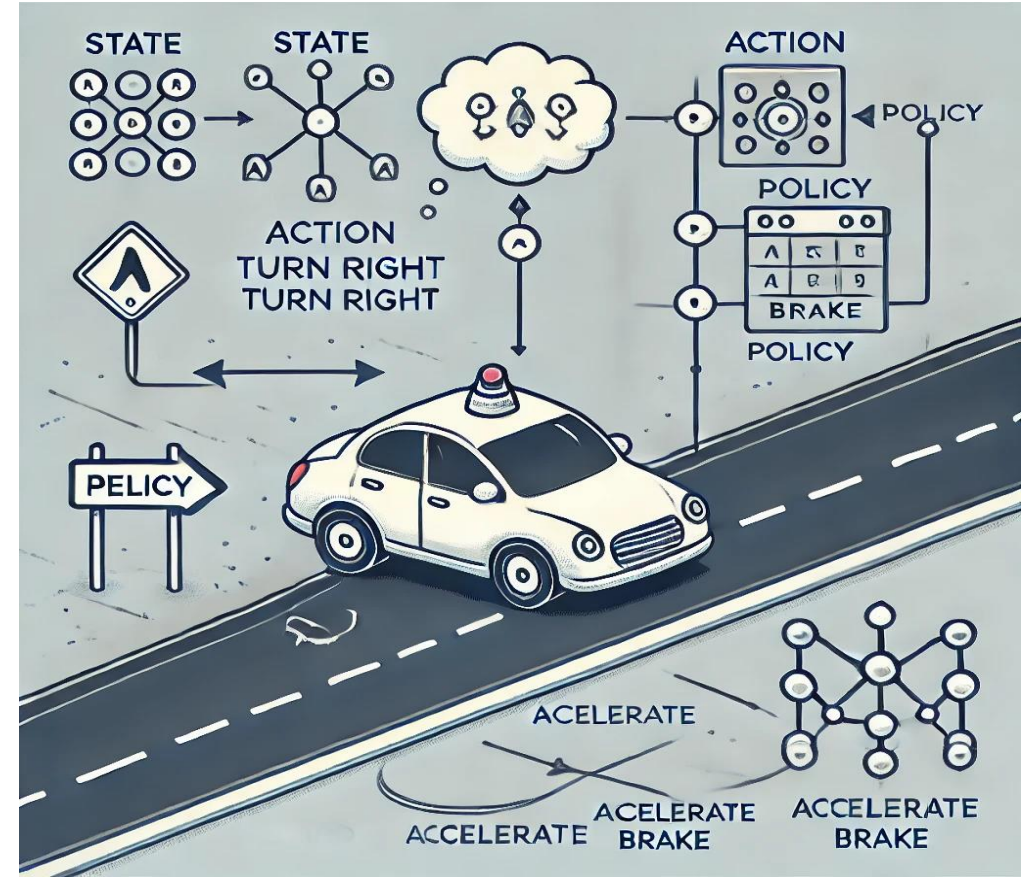 STATE
STATE
ACTION
POLICY
POLICY
BRAKE
POLICY
ACTION
TURN RIGHT
TURN RIGHT
PELICY
ACELERATE
ACCELERATE
ACELERATE
BRAKE
ACCELERATE
BRAKE